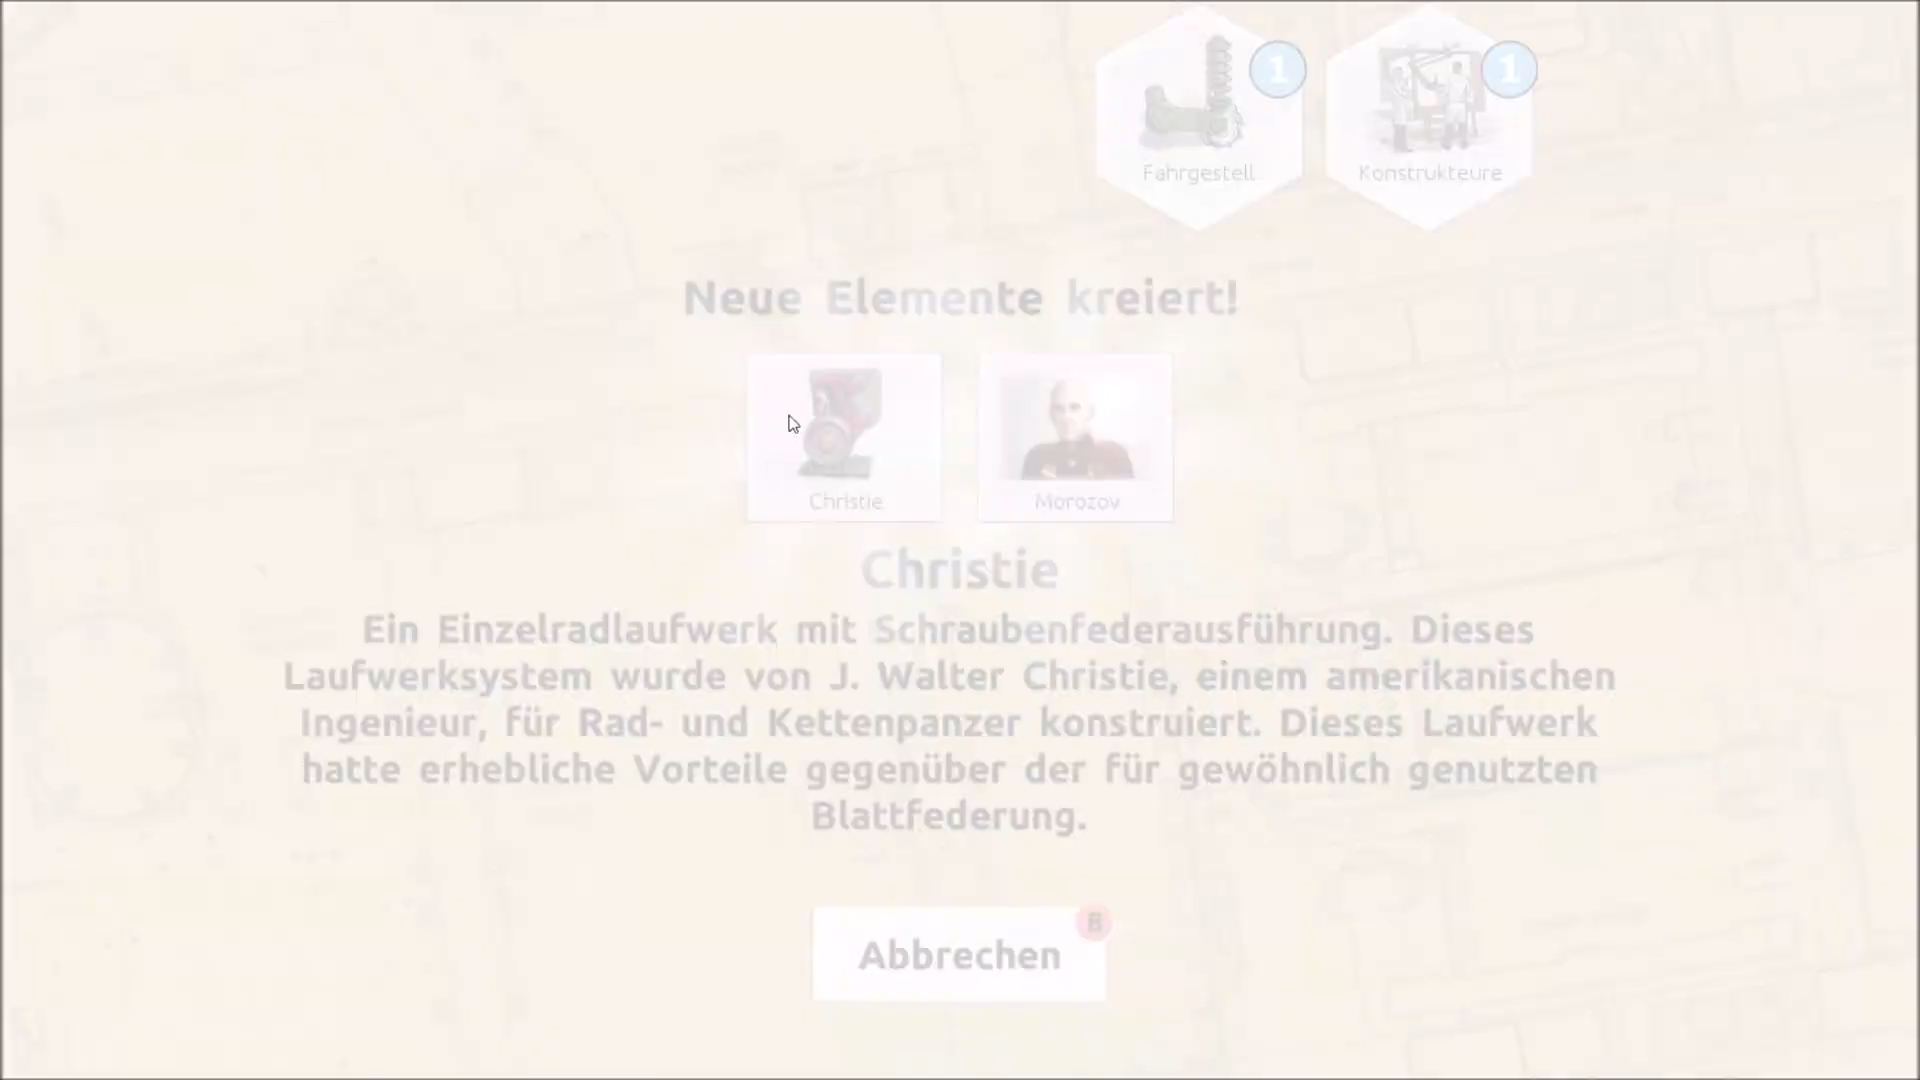 1
1
Fahrgestell
Konstrukteure
Neue Elemente kreiert!
Christie
Morozov
Christie
Ein Einzelradlaufwerk mit Schraubenfederausführung. Dieses
Laufwerksystem wurde von J. Walter Christie, einem amerikanischen
Ingenieur, für Rad- und Kettenpanzer konstruiert. Dieses Laufwerk
hatte erhebliche Vorteile gegenüber der für gewöhnlich genutzten
Blattfederung.
B
Abbrechen